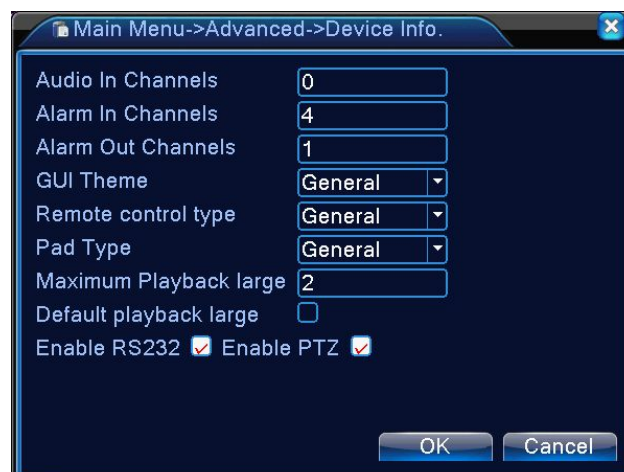 Main Menu->Advanced->Device Info.
Audio In Channels 0
Alarm In Channels 4
Alarm Out Channels 1
GUI Theme General
Remote control type General
Pad Type General
Maximum Playback large 2
Default playback large
Enable RS232 Enable PTZ
OK Cancel